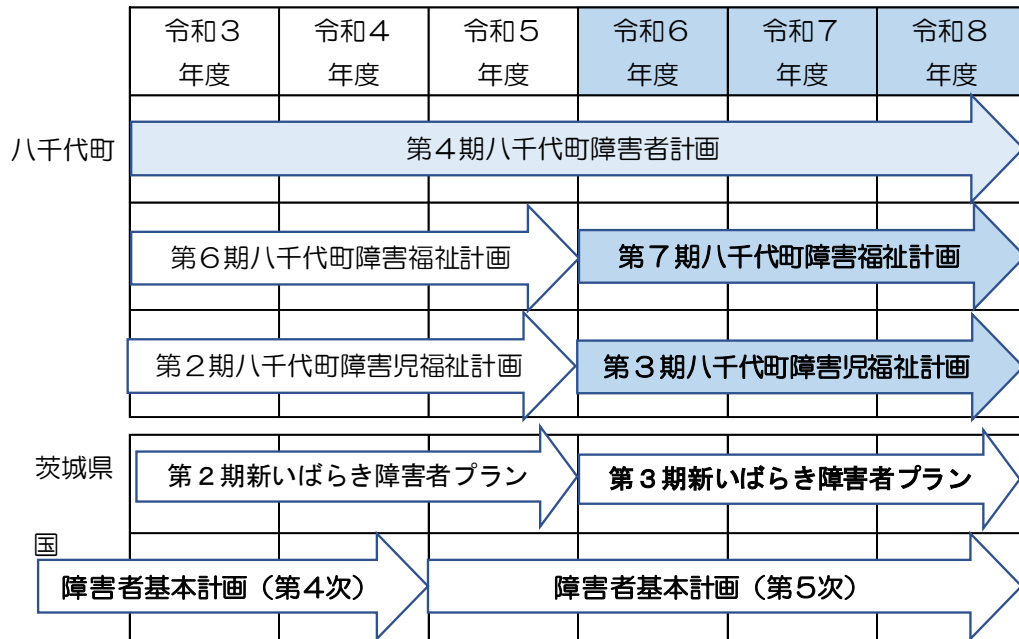 令和３年度
令和４年度
令和５年度
令和６年度
令和７年度
令和８年度
八千代町
第４期八千代町障害者計画
第６期八千代町障害福祉計画
第７期八千代町障害福祉計画
第２期八千代町障害児福祉計画
第３期八千代町障害児福祉計画
茨城県
第２期新いばらき障害者プラン
第３期新いばらき障害者プラン
国
障害者基本計画（第４次）
障害者基本計画（第５次）